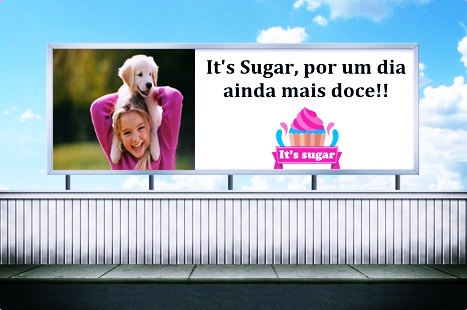 It's Sugar, por um dia
ainda mais doce!!
It's sugar